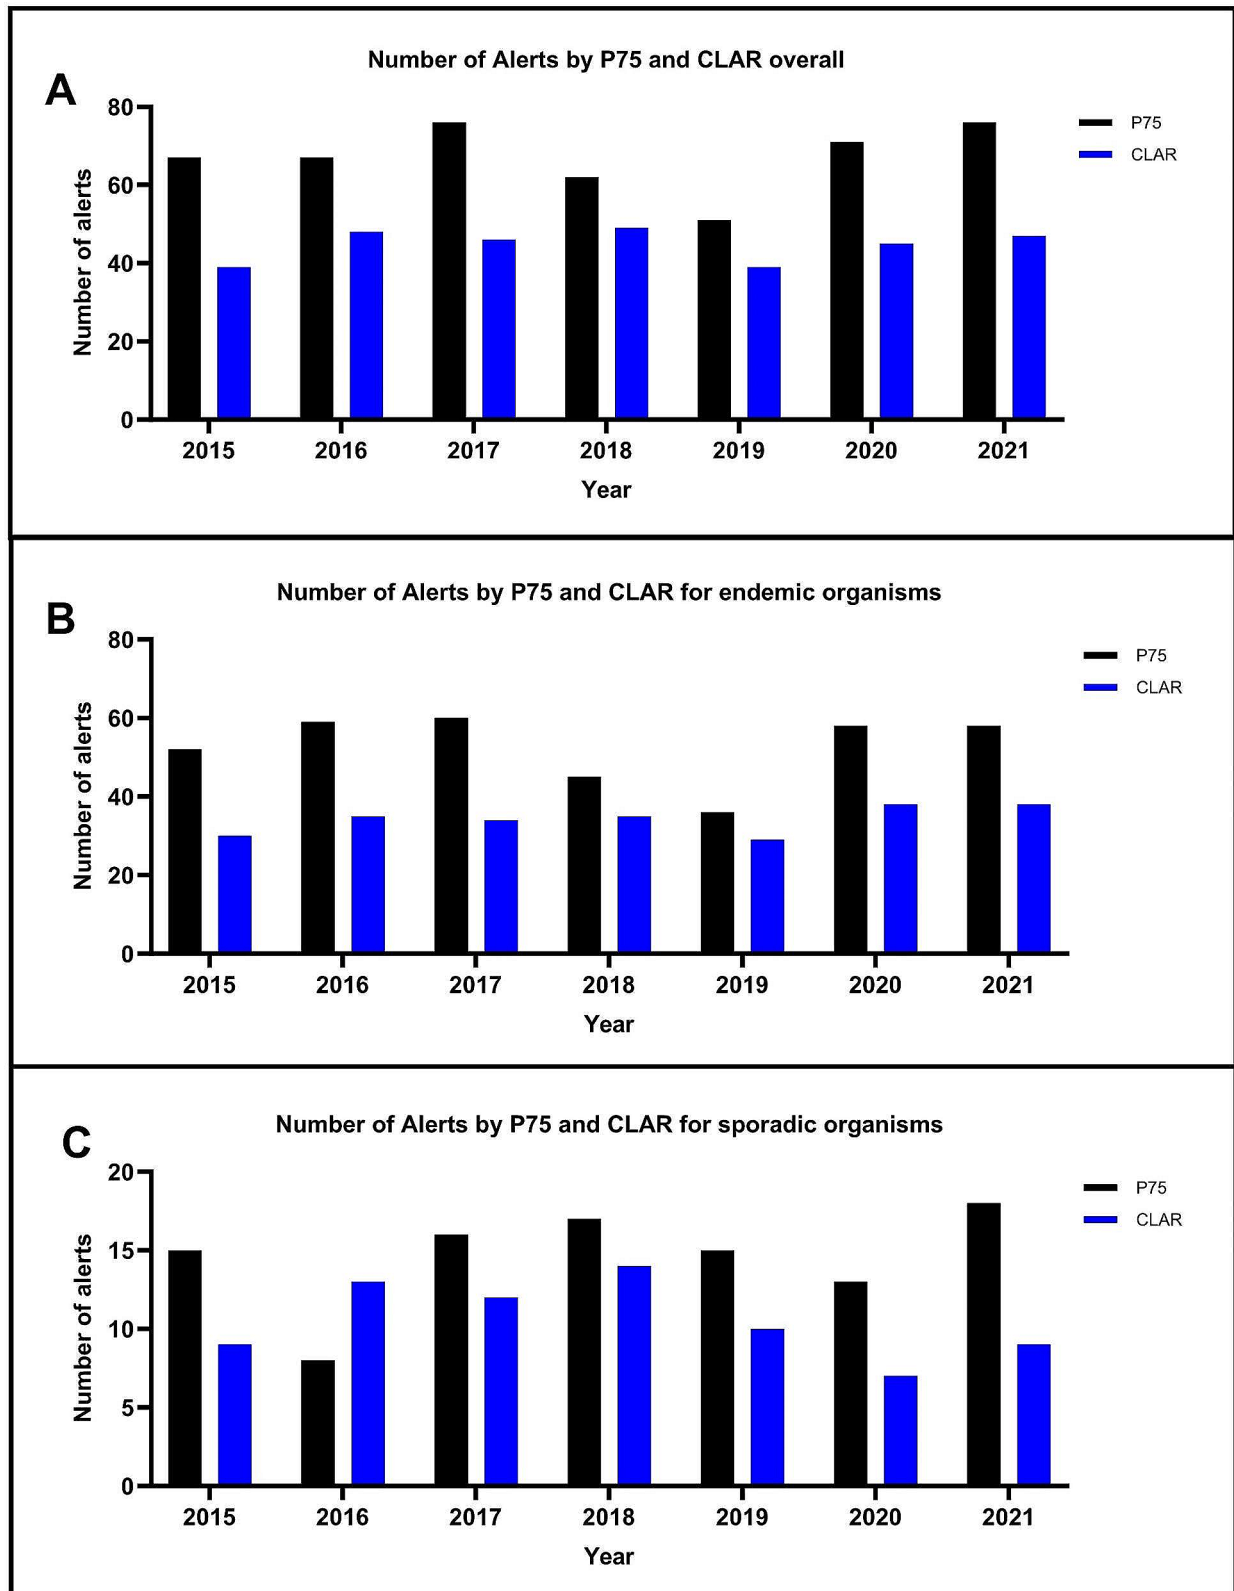 Number of Alerts by P75 and CLAR overall
A
80
60
40
20
0
Number of alerts
P75
CLAR
2015 2016 2017 2018 2019 2020 2021
Year
Number of Alerts by P75 and CLAR for endemic organisms
B
80
60
40
20
0
Number of alerts
P75
CLAR
2015 2016 2017 2018 2019 2020 2021
Year
Number of Alerts by P75 and CLAR for sporadic organisms
C
20
15
10
5
0
Number of alerts
P75
CLAR
2015 2016 2017 2018 2019 2020 2021
Year